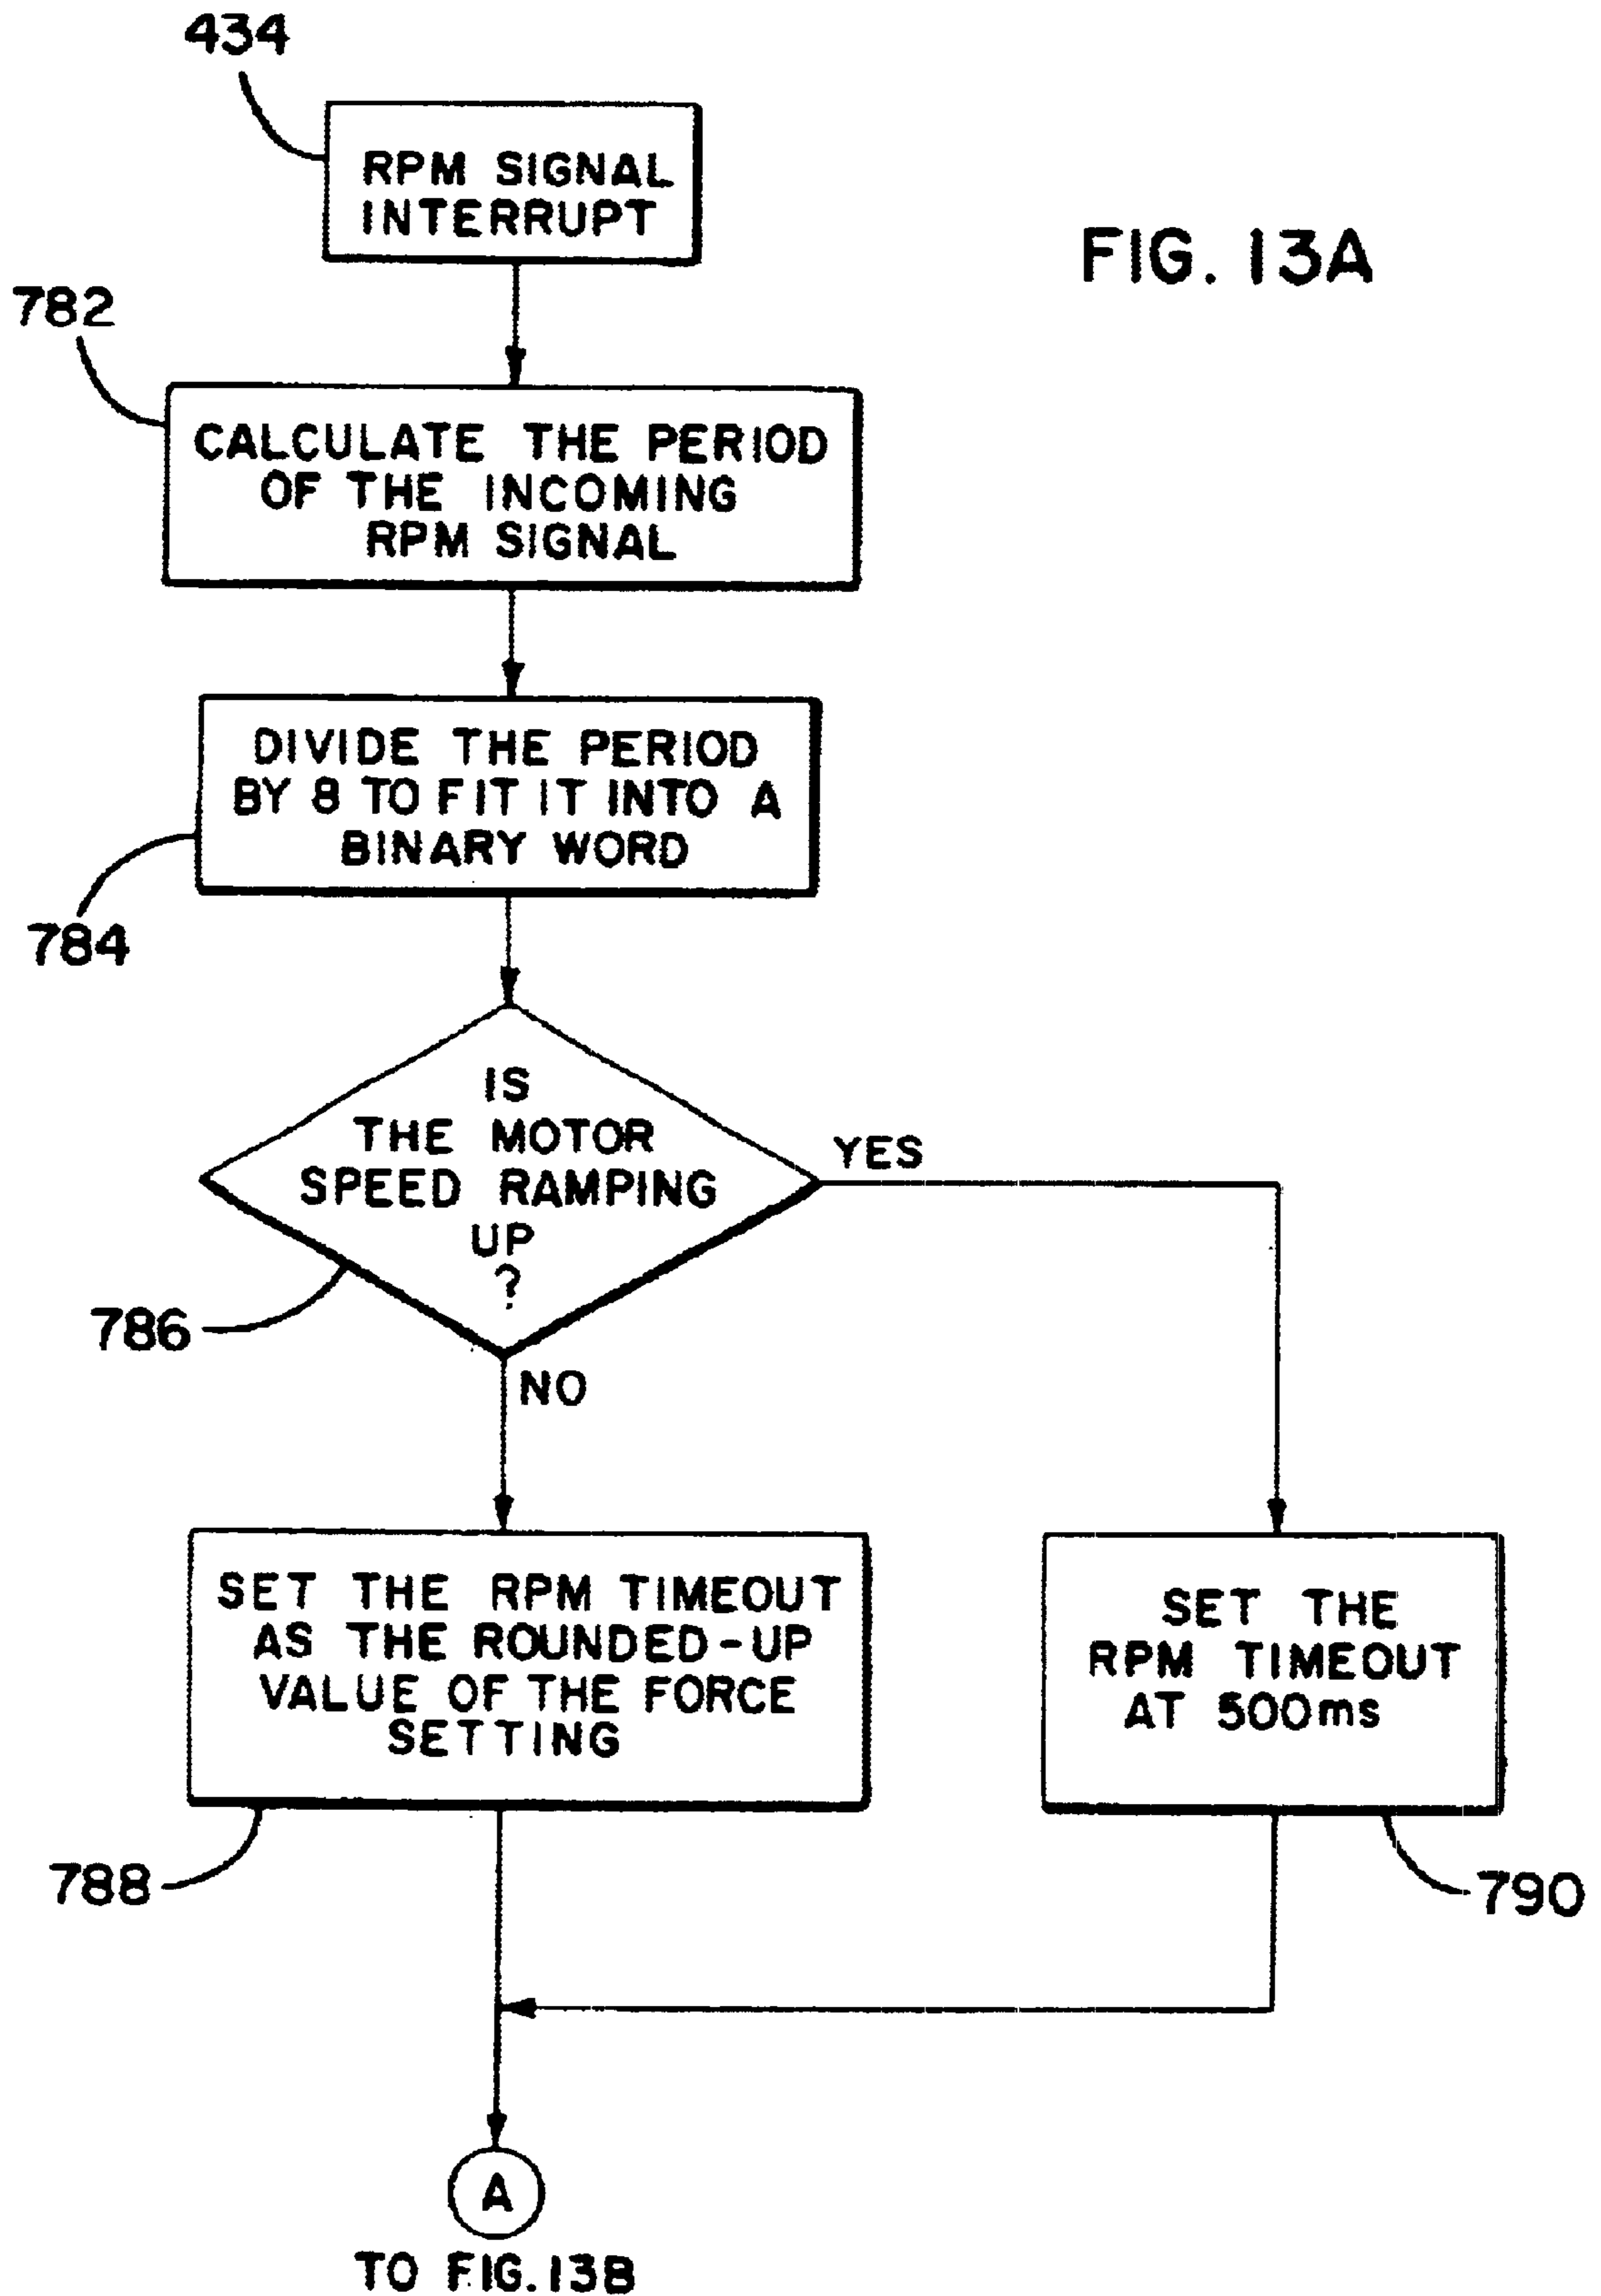 434
RPM SIGNAL
INTERRUPT
FIG. 13A
782
CALCULATE THE PERIOD
OF THE INCOMING
RPM SIGNAL
DIVIDE THE PERIOD
BY 8 TO FIT IT INTO A
BINARY WORD
784
IS
THE MOTOR
SPEED RAMPING
UP
?
YES
786
NO
SET THE RPM TIMEOUT
AS THE ROUNDED-UP
VALUE OF THE FORCE
SETTING
SET THE
RPM TIMEOUT
AT 500ms
788
790
A
TO FIG. 13B